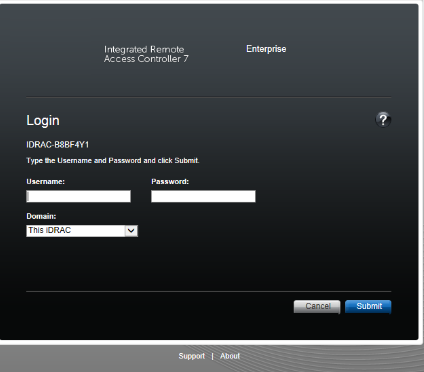 Integrated Remote
Access Controller 7
Enterprise
Login
?
IDRAC-B8BF4Y1
Type the Username and Password and click Submit.
Username: Password:
Domain:
This iDRAC
Cancel Submit
Support | About